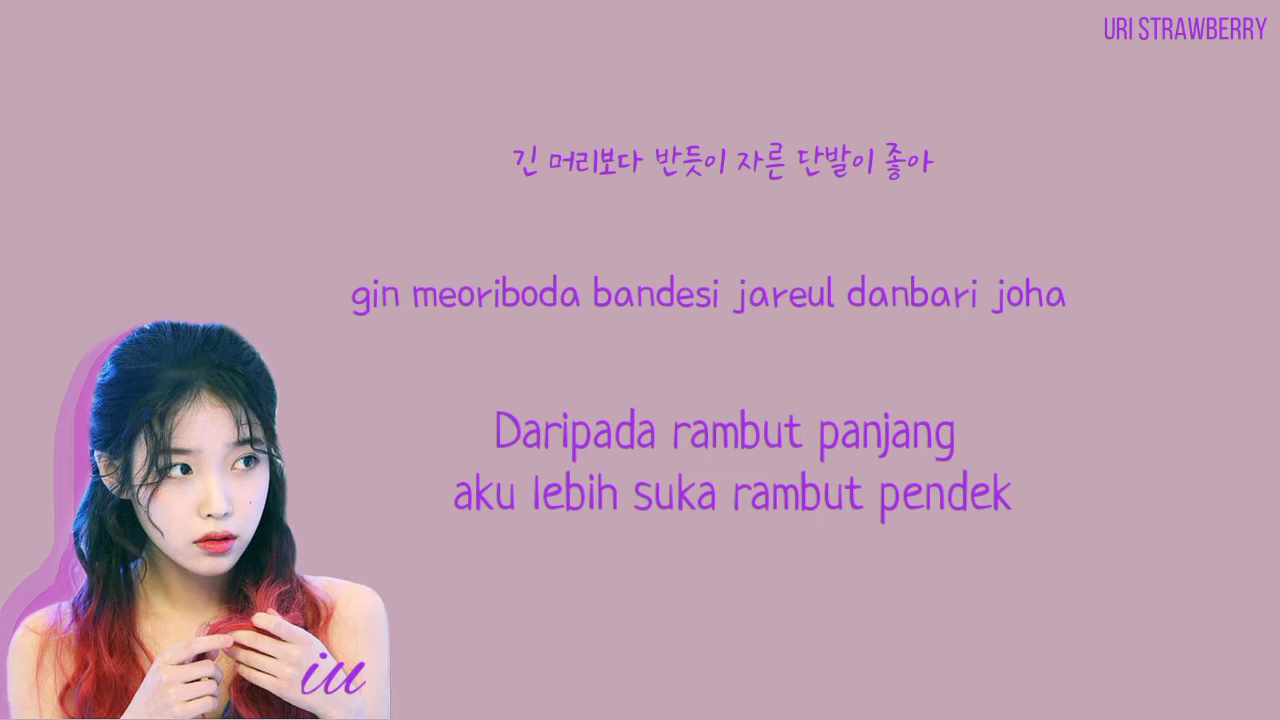 URI STRAWBERRY
긴 머리보다 반듯이 자른 단발이 좋아
gin meoriboda bandesi jareul danbari joha
Daripada rambut panjang
aku lebih suka rambut pendek
iu